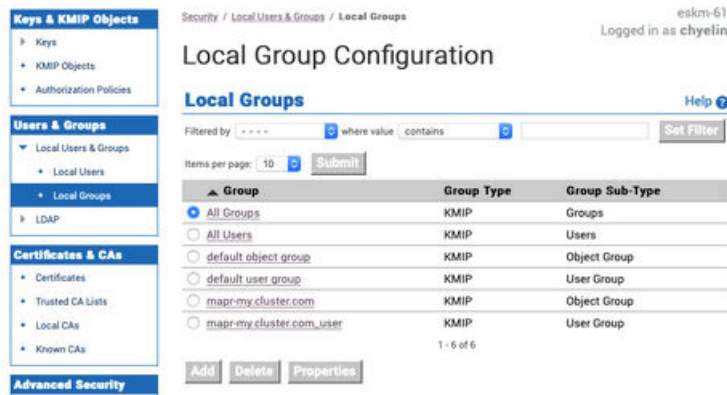 Keys & KMIP Objects
Keys
KMIP Objects
Authorization Policies
Users & Groups
Local Users & Groups
Local Users
Local Groups
LDAP
Certificates & CAs
Certificates
Trusted CA Lists
Local CAs
Known CAs
Advanced Security
Security / Local Users & Groups / Local Groups
eskm-61
Logged in as chyelin
Local Group Configuration
Local Groups Help
Filtered by - - - - where value contains Set Filter
Items per page: 10 Submit
Group Group Type Group Sub-Type
All Groups KMIP Groups
All Users KMIP Users
default object group KMIP Object Group
default user group KMIP User Group
mapr-my.cluster.com KMIP Object Group
mapr-my.cluster.com_user KMIP User Group
1 - 6 of 6
Add Delete Properties